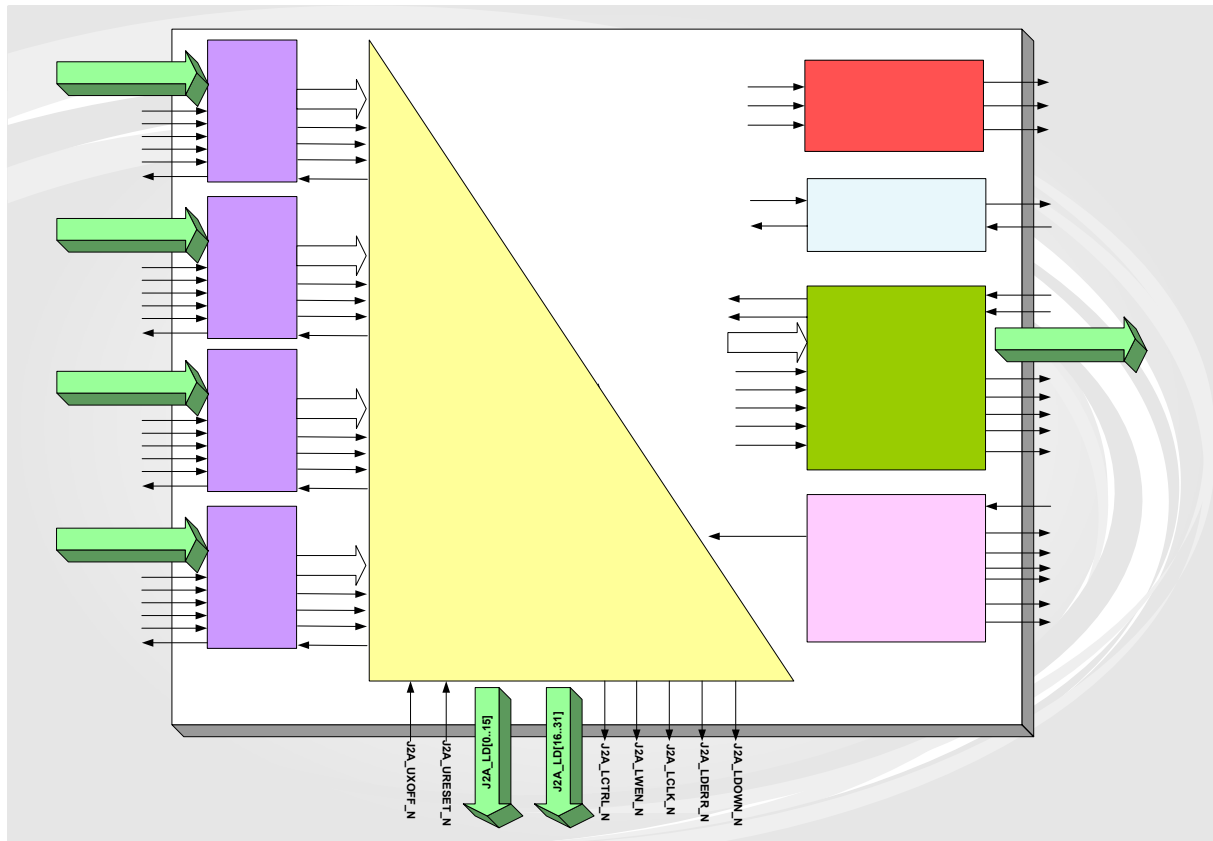 J2A_UXOFF_N
J2A_URESET_N
J2A_LD[0..15]
J2A_LD[16..31]
J2A_LCTRL_N
J2A_LWEN_N
J2A_LCLK_N
J2A_LDERR_N
J2A_LDOWN_N